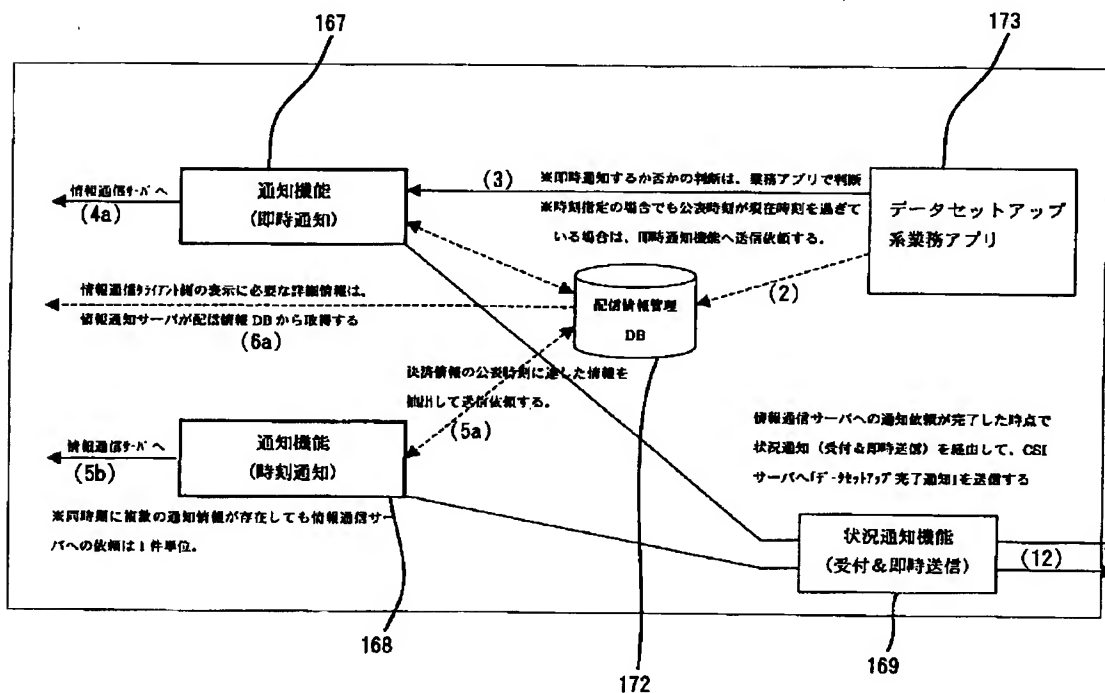 167
173
情報通信ｻｰﾊﾞへ
(4a)
通知機能
(即時通知)
(3)
※即時通知するか否かの判断は、業務アプリで判断
※時刻指定の場合でも公表時刻が現在時刻を過ぎて
いる場合は、即時通知機能へ送信依頼する。
データセットアップ
系業務アプリ
(2)
情報通信ｸﾗｲｱﾝﾄ側の表示に必要な詳細情報は、
情報通知サーバが配信情報 DB から取得する
(6a)
配信情報管理
DB
決済情報の公表時刻に達した情報を
抽出して送信依頼する。
(5a)
情報通信ｻｰﾊﾞへ
(5b)
通知機能
(時刻通知)
※同時期に複数の通知情報が存在しても情報通信サー
バへの依頼は１件単位。
情報通信サーバへの通知依頼が完了した時点で
状況通知（受付＆即時送信）を経由して、CSI
サーバへ｢ﾃﾞｰﾀｾｯﾄｱｯﾌﾟ完了通知｣を送信する
状況通知機能
(受付＆即時送信)
(12)
168
172
169